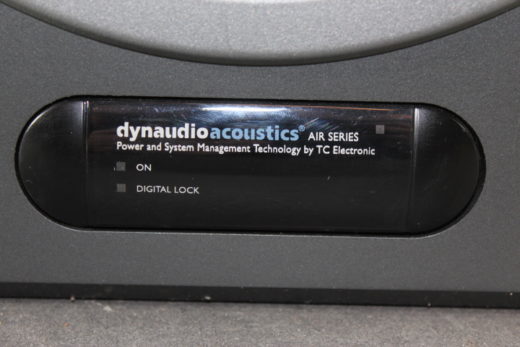 dynaudioacoustics® AIR SERIES
Power and System Management Technology by TC Electronic
ON
DIGITAL LOCK